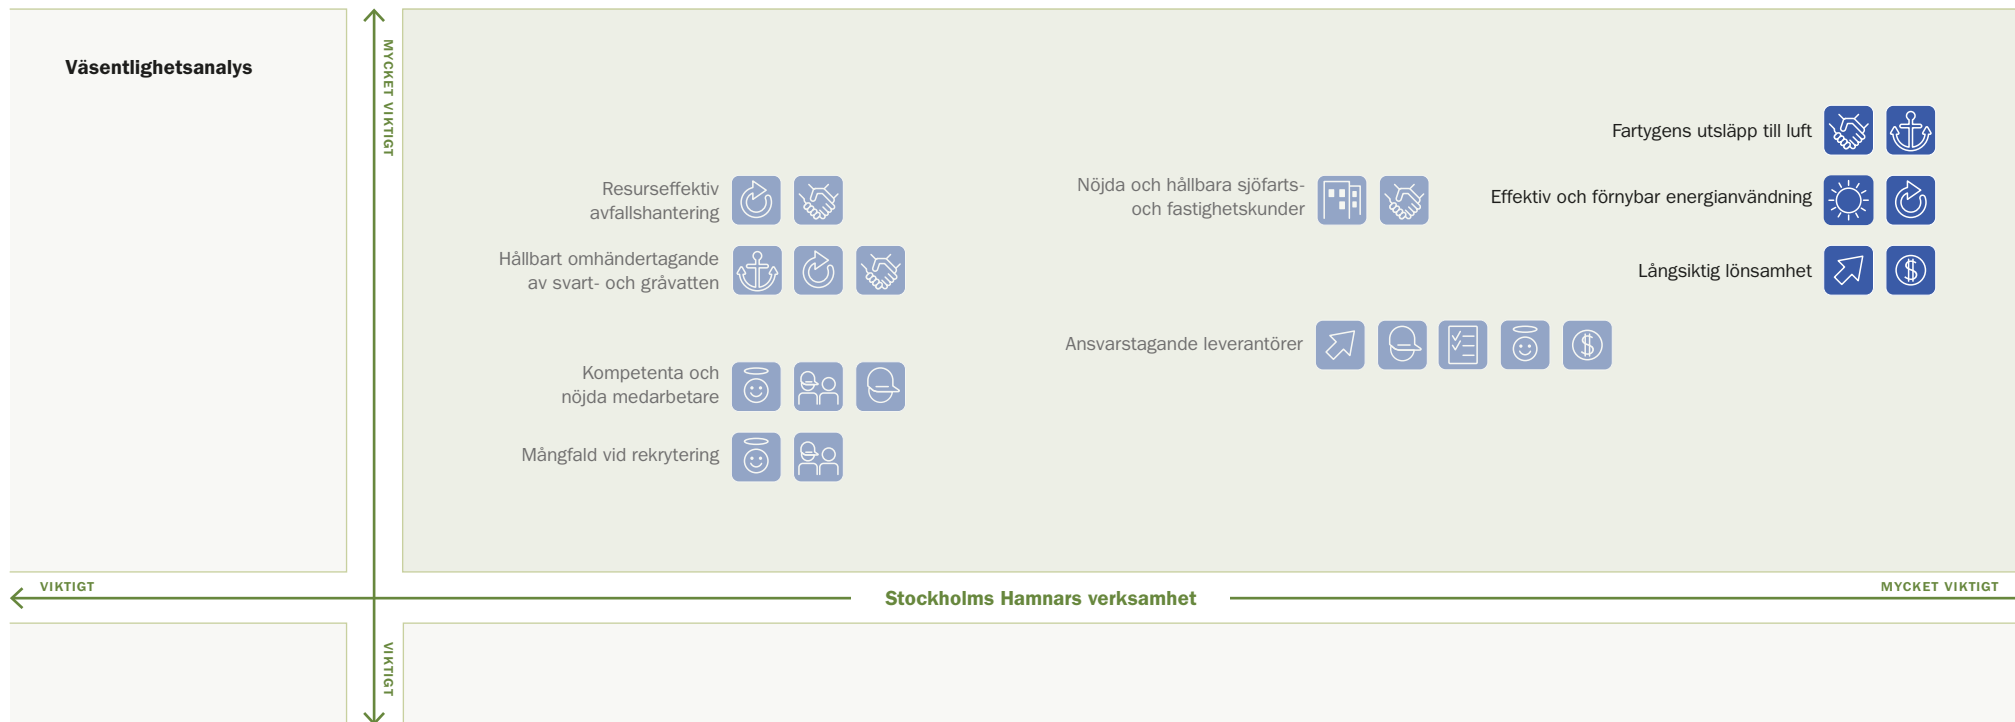 Väsentlighetsanalys
MYCKET VIKTIGT
Fartygens utsläpp till luft
Resurseffektiv
avfallshantering
Nöjda och hållbara sjöfarts-
och fastighetskunder
Effektiv och förnybar energianvändning
Hållbart omhändertagande
av svart- och gråvatten
Långsiktig lönsamhet
Ansvarstagande leverantörer
Kompetenta och
nöjda medarbetare
Mångfald vid rekrytering
VIKTIGT
Stockholms Hamnars verksamhet
MYCKET VIKTIGT
VIKTIGT